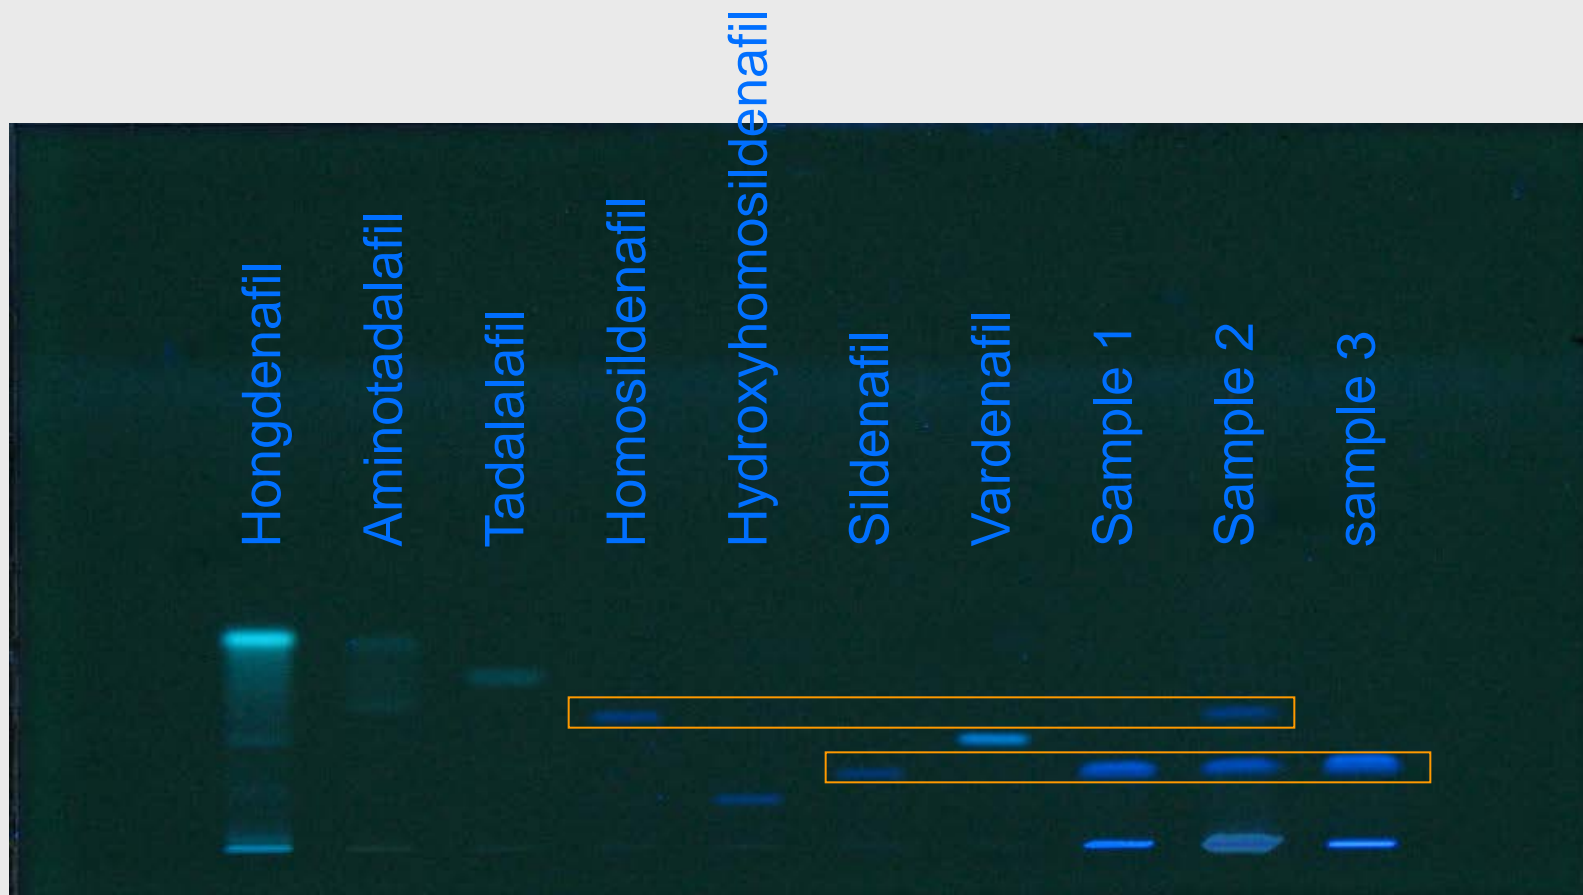 Hongdenafil
Aminotadalafil
Tadalalafil
Homosildenafil
Hydroxyhomosildenafil
Sildenafil
Vardenafil
Sample 1
Sample 2
sample 3